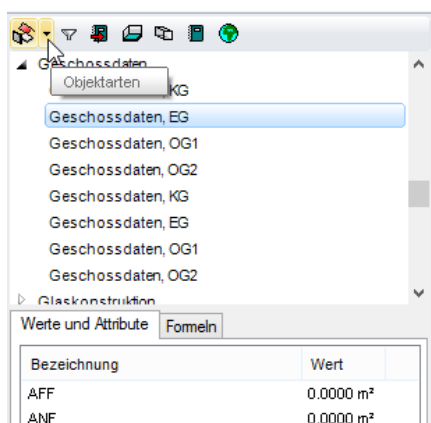 Geschossdaten
Objektarten
KG
Geschossdaten, EG
Geschossdaten, OG1
Geschossdaten, OG2
Geschossdaten, KG
Geschossdaten, EG
Geschossdaten, OG1
Geschossdaten, OG2
Glaskonstruktion
Werte und Attribute Formeln
Bezeichnung Wert
AFF 0.0000 m²
ANF 0.0000 m²